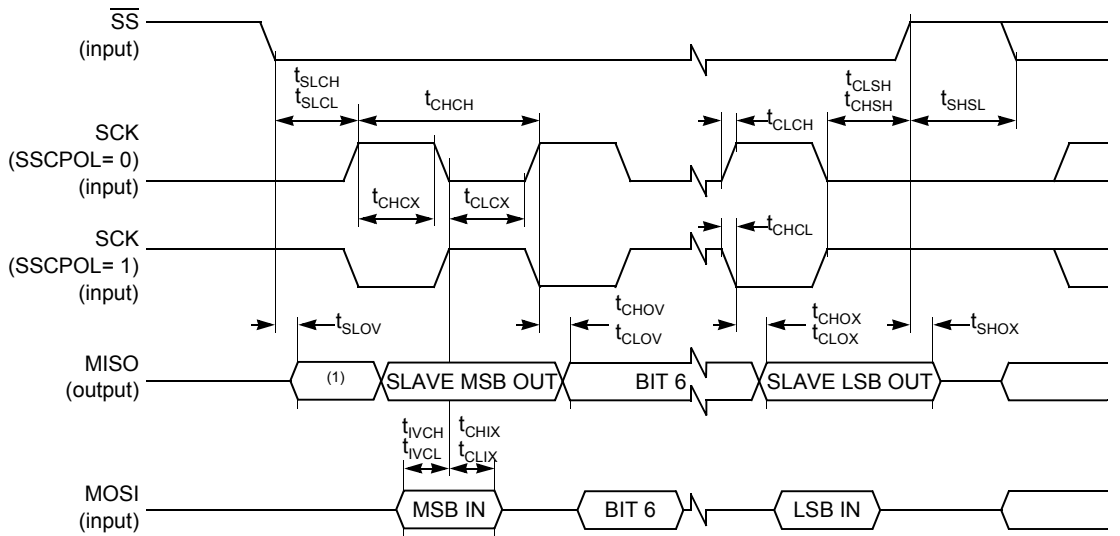 SS
(input)
tSLCH
tSLCL
tCHCH
tCLCH
tCLSH
tCHSH
tSHSL
SCK
(SSCPOL= 0)
(input)
tCHCX
tCLCX
tCHCL
SCK
(SSCPOL= 1)
(input)
tSLOV
tCHOV
tCLOV
tCHOX
tCLOX
tSHOX
MISO
(output)
(1)
SLAVE MSB OUT
BIT 6
SLAVE LSB OUT
tIVCH
tIVCL
tCHIX
tCLIX
MOSI
(input)
MSB IN
BIT 6
LSB IN